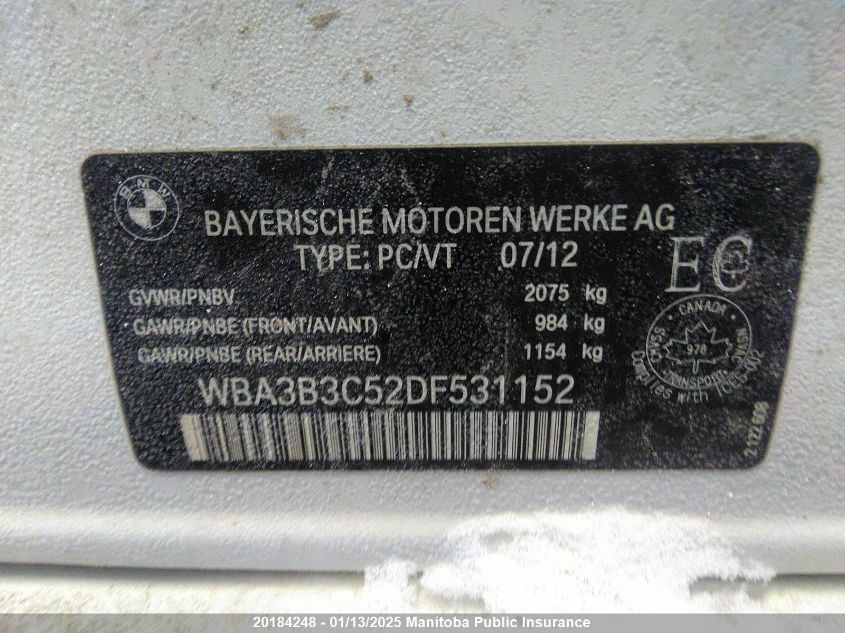 BMW
BAYERISCHE MOTOREN WERKE AG
TYPE: PC/VT 07/12
EC
GVWR/PNBV 2075 kg
GAWR/PNBE (FRONT/AVANT) 984 kg
GAWR/PNBE (REAR/ARRIERE) 1154 kg
CANADA
978
TRANSPORT
Complies with
WBA3B3C52DF531152
20184248 - 01/13/2025 Manitoba Public Insurance